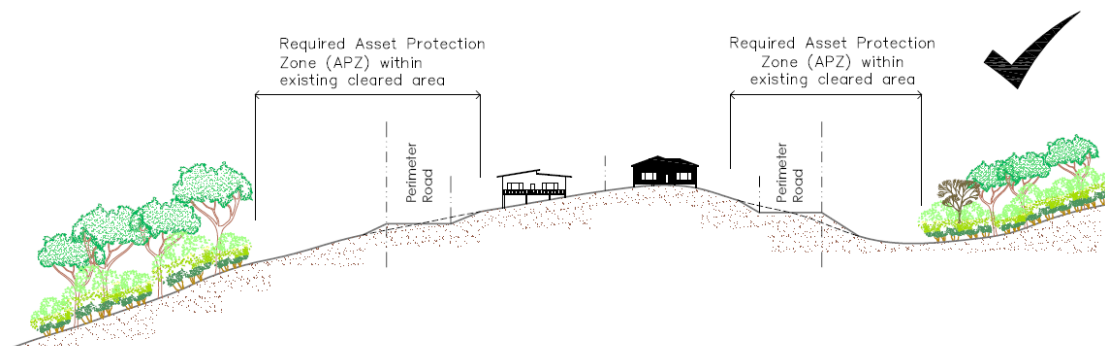 Required Asset Protection
Zone (APZ) within
existing cleared area
Required Asset Protection
Zone (APZ) within
existing cleared area
Perimeter
Road
Perimeter
Road